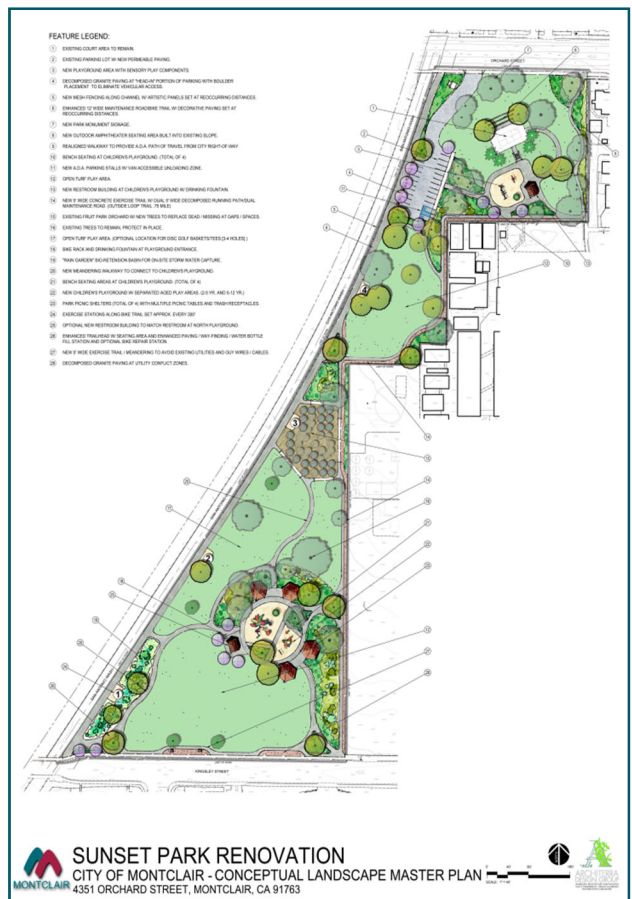 FEATURE LEGEND:
1 EXISTING COURT AREA TO REMAIN.
2 EXISTING PARKING LOT W/ NEW PERMEABLE PAVING.
3 NEW PLAYGROUND AREA WITH SENSORY PLAY COMPONENTS.
4 DECOMPOSED GRANITE PAVING AT "HEAD-IN" PORTION OF PARKING WITH BOULDER
PLACEMENT TO ELIMINATE VEHICULAR ACCESS.
5 NEW MESH FENCING ALONG CHANNEL W/ ARTISTIC PANELS SET AT REOCCURRING DISTANCES.
6 ENHANCED 12' WIDE MAINTENANCE ROAD/BIKE TRAIL W/ DECORATIVE PAVING SET AT
REOCCURRING DISTANCES.
7 NEW PARK MONUMENT SIGNAGE.
8 NEW OUTDOOR AMPHITHEATER SEATING AREA BUILT INTO EXISTING SLOPE.
9 REALIGNED WALKWAY TO PROVIDE A.D.A. PATH OF TRAVEL FROM CITY RIGHT-OF-WAY.
10 BENCH SEATING AT CHILDREN'S PLAYGROUND. (TOTAL OF 4)
11 NEW A.D.A. PARKING STALLS W/ VAN ACCESSIBLE UNLOADING ZONE.
12 OPEN TURF PLAY AREA.
13 NEW RESTROOM BUILDING AT CHILDREN'S PLAYGROUND W/ DRINKING FOUNTAIN.
14 NEW 5' WIDE CONCRETE EXERCISE TRAIL W/ DUAL 5' WIDE DECOMPOSED RUNNING PATH/DUAL
MAINTENANCE ROAD. (OUTSIDE LOOP TRAIL .79 MILE)
15 EXISTING FRUIT PARK ORCHARD W/ NEW TREES TO REPLACE DEAD / MISSING AT GAPS / SPACES.
16 EXISTING TREES TO REMAIN, PROTECT IN PLACE.
17 OPEN TURF PLAY AREA. (OPTIONAL LOCATION FOR DISC GOLF BASKETS/TEES [3-4 HOLES] )
18 BIKE RACK AND DRINKING FOUNTAIN AT PLAYGROUND ENTRANCE.
19 "RAIN GARDEN" BIO-RETENSION BASIN FOR ON-SITE STORM WATER CAPTURE.
20 NEW MEANDERING WALKWAY TO CONNECT TO CHILDREN'S PLAYGROUND.
21 BENCH SEATING AREAS AT CHILDREN'S PLAYGROUND. (TOTAL OF 4)
22 NEW CHILDREN'S PLAYGROUND W/ SEPARATED AGED PLAY AREAS. (2-5 YR. AND 5-12 YR.)
23 PARK PICNIC SHELTERS (TOTAL OF 4) WITH MULTIPLE PICNIC TABLES AND TRASH RECEPTACLES.
24 EXERCISE STATIONS ALONG BIKE TRAIL SET APPROX. EVERY 380'
25 OPTIONAL NEW RESTROOM BUILDING TO MATCH RESTROOM AT NORTH PLAYGROUND.
26 ENHANCED TRAILHEAD W/ SEATING AREA AND ENHANCED PAVING / WAY-FINDING / WATER BOTTLE
FILL STATION AND OPTIONAL BIKE REPAIR STATION.
27 NEW 5' WIDE EXERCISE TRAIL / MEANDERING TO AVOID EXISTING UTILITIES AND GUY WIRES / CABLES.
28 DECOMPOSED GRANITE PAVING AT UTILITY CONFLICT ZONES.
ORCHARD STREET
4
3
2
1
KINGSLEY STREET
MONTCLAIR
SUNSET PARK RENOVATION
CITY OF MONTCLAIR - CONCEPTUAL LANDSCAPE MASTER PLAN
4351 ORCHARD STREET, MONTCLAIR, CA 91763
ARCHITERRA
DESIGN GROUP